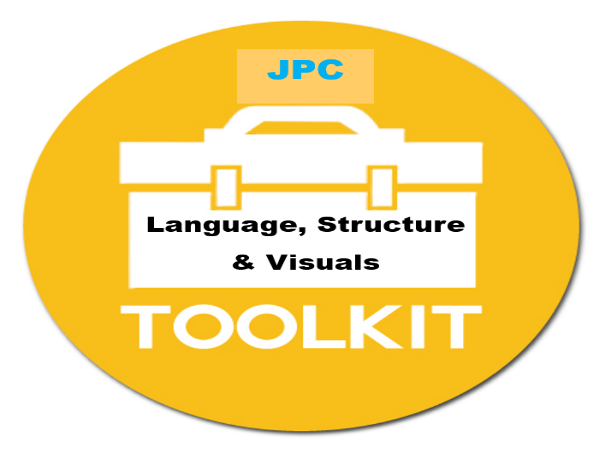 JPC
Language, Structure
& Visuals
TOOLKIT